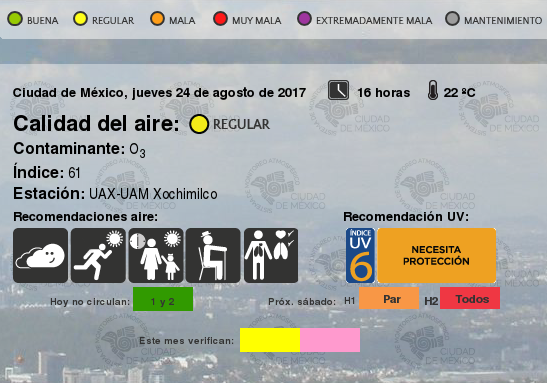 BUENA REGULAR MALA MUY MALA EXTREMADAMENTE MALA MANTENIMIENTO
Ciudad de México, jueves 24 de agosto de 2017 16 horas 22 ºC
Calidad del aire: REGULAR
Contaminante: O3
Índice: 61
Estación: UAX-UAM Xochimilco
Recomendaciones aire: Recomendación UV:
ÍNDICE UV 6 NECESITA PROTECCIÓN
Hoy no circulan: 1 y 2 Próx. sábado: H1 Par H2 Todos
Este mes verifican:
CIUDAD DE MÉXICO